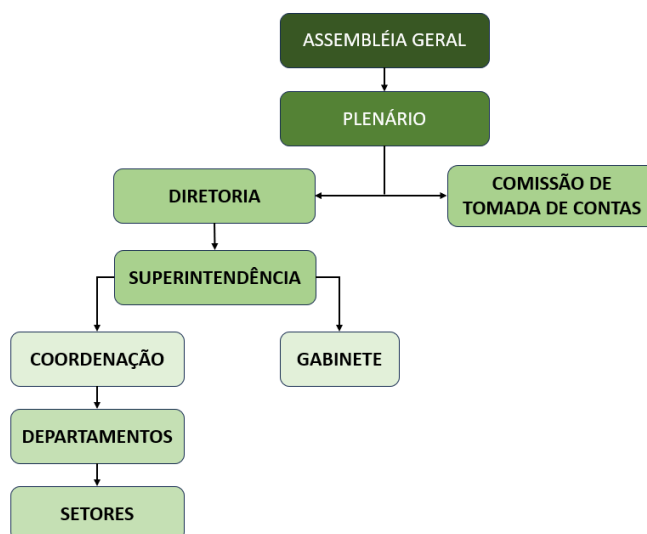 ASSEMBLÉIA GERAL
PLENÁRIO
DIRETORIA
COMISSÃO DE
TOMADA DE CONTAS
SUPERINTENDÊNCIA
COORDENAÇÃO
GABINETE
DEPARTAMENTOS
SETORES